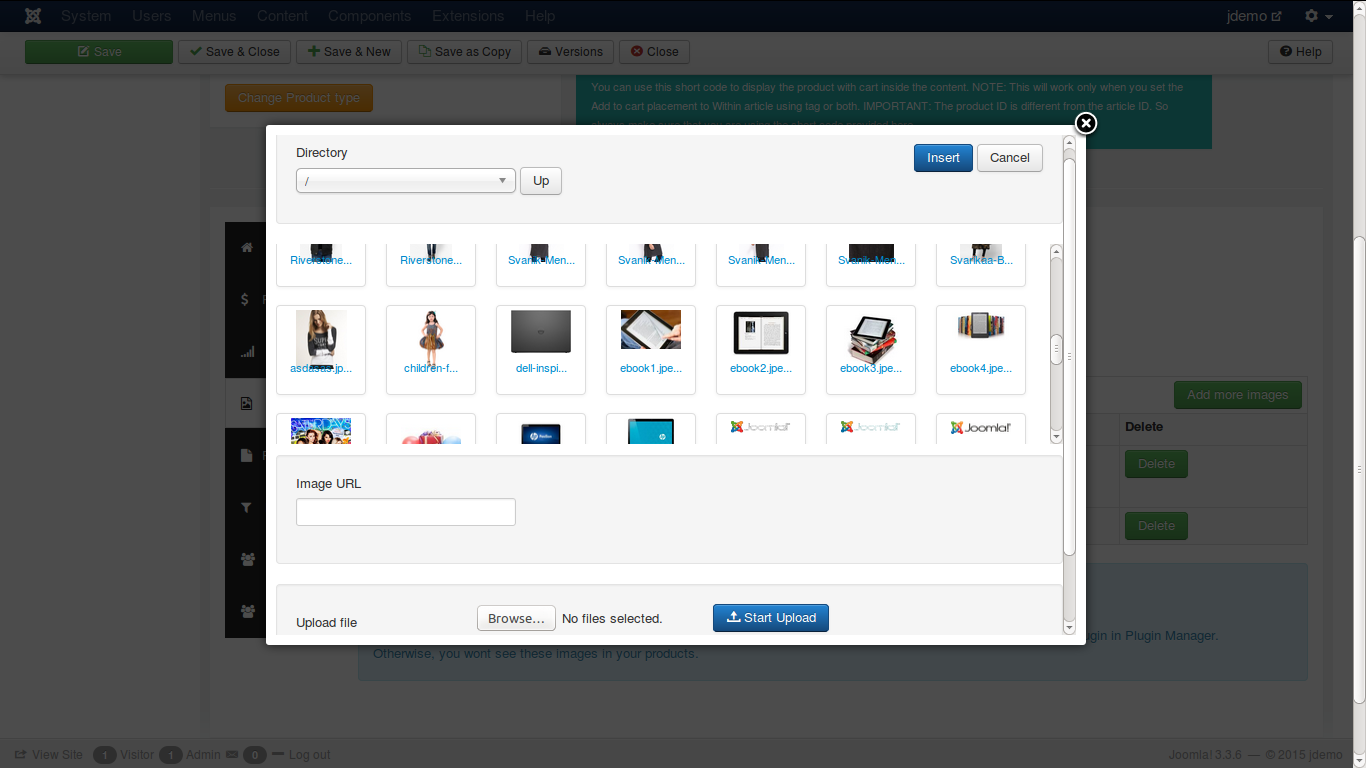 System Users Menus Content Components Extensions Help jdemo
Save Save & Close Save & New Save as Copy Versions Close Help
Change Product type
You can use this short code to display the product with cart inside the content. NOTE: This will work only when you set the
Add to cart placement to Within article using tag or both. IMPORTANT: The product ID is different from the article ID. So
Directory
Insert Cancel
/ Up
Riverstone... Riverstone... Svanik-Men... Svanik-Men... Svanik-Men... Svanik-Men... Svarikaa-B...
asdasas.jp... children-f... dell-inspi... ebook1.jpe... ebook2.jpe... ebook3.jpe... ebook4.jpe...
Add more Images
SATURDAYS hp Joomla! Joomla! Joomla!
Delete
Image URL
Delete
Delete
Upload file Browse... No files selected. Start Upload
ugin in Plugin Manager.
Otherwise, you wont see these images in your products.
View Site 1 Visitor 1 Admin 0 Log out Joomla! 3.3.6 — © 2015 jdemo